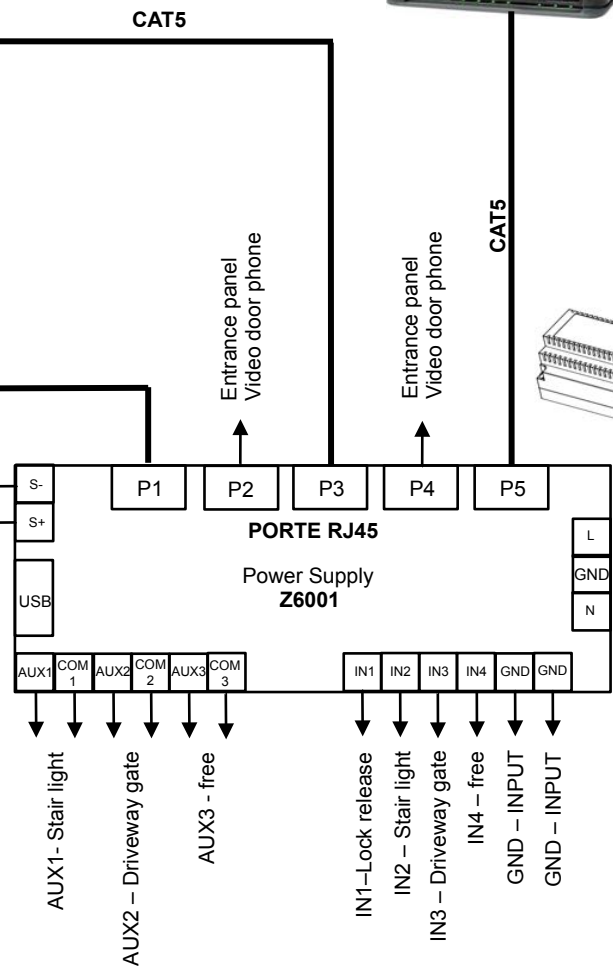 CAT5
CAT5
Entrance panel
Video door phone
Entrance panel
Video door phone
S-
S+
P1
P2
P3
P4
P5
PORTE RJ45
Power Supply
Z6001
USB
L
GND
N
AUX1
COM
1
AUX2
COM
2
AUX3
COM
3
IN1
IN2
IN3
IN4
GND
GND
AUX1- Stair light
AUX2 – Driveway gate
AUX3 - free
IN1–Lock release
IN2 – Stair light
IN3 – Driveway gate
IN4 – free
GND – INPUT
GND – INPUT